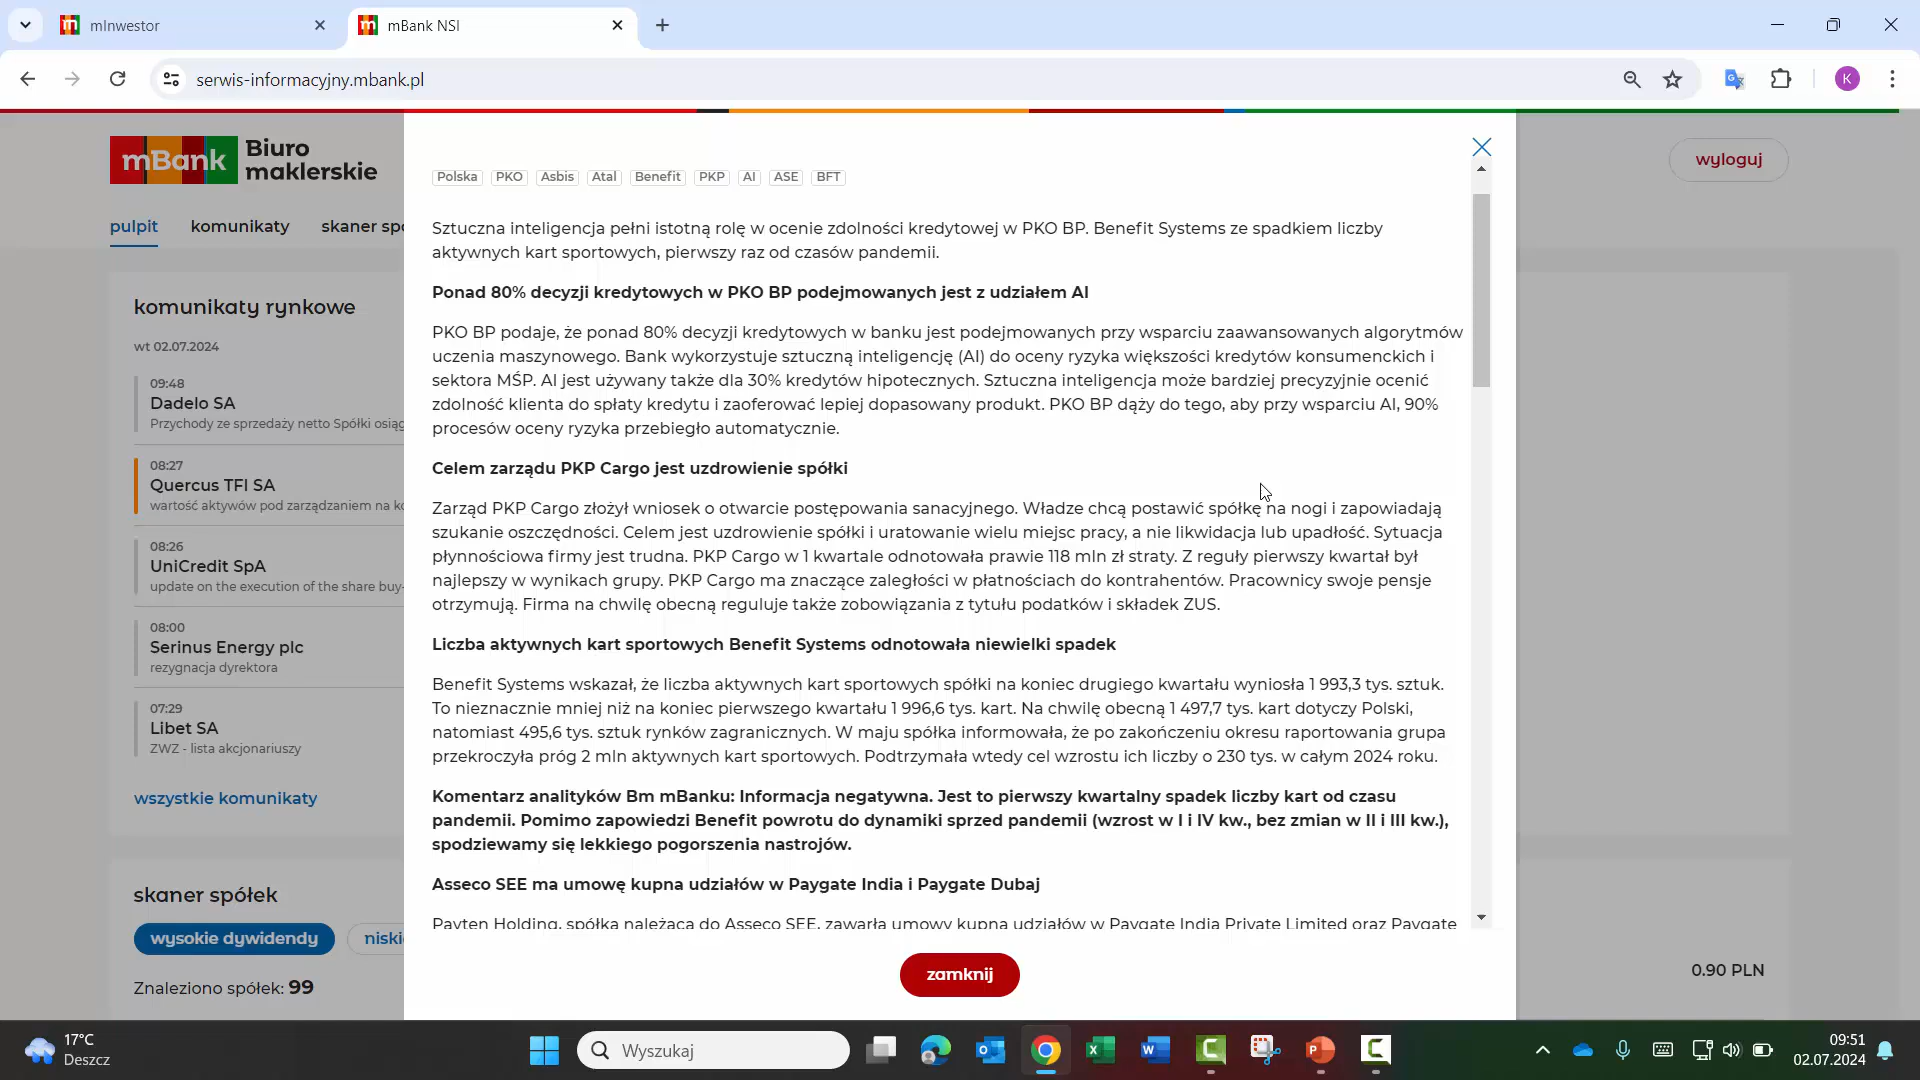 mInwestor
mBank NSI
serwis-informacyjny.mbank.pl
K
mBank Biuro maklerskie
wyloguj
pulpit komunikaty skaner spó
komunikaty rynkowe
wt 02.07.2024
09:48
Dadelo SA
Przychody ze sprzedaży netto Spółki osiąg
08:27
Quercus TFI SA
wartość aktywów pod zarządzaniem na ko
08:26
UniCredit SpA
update on the execution of the share buy-
08:00
Serinus Energy plc
rezygnacja dyrektora
07:29
Libet SA
ZWZ - lista akcjonariuszy
wszystkie komunikaty
skaner spółek
wysokie dywidendy niskie
Znaleziono spółek: 99
Polska PKO Asbis Atal Benefit PKP AI ASE BFT
Sztuczna inteligencja pełni istotną rolę w ocenie zdolności kredytowej w PKO BP. Benefit Systems ze spadkiem liczby
aktywnych kart sportowych, pierwszy raz od czasów pandemii.
Ponad 80% decyzji kredytowych w PKO BP podejmowanych jest z udziałem AI
PKO BP podaje, że ponad 80% decyzji kredytowych w banku jest podejmowanych przy wsparciu zaawansowanych algorytmów
uczenia maszynowego. Bank wykorzystuje sztuczną inteligencję (AI) do oceny ryzyka większości kredytów konsumenckich i
sektora MŚP. AI jest używany także dla 30% kredytów hipotecznych. Sztuczna inteligencja może bardziej precyzyjnie ocenić
zdolność klienta do spłaty kredytu i zaoferować lepiej dopasowany produkt. PKO BP dąży do tego, aby przy wsparciu AI, 90%
procesów oceny ryzyka przebiegło automatycznie.
Celem zarządu PKP Cargo jest uzdrowienie spółki
Zarząd PKP Cargo złożył wniosek o otwarcie postępowania sanacyjnego. Władze chcą postawić spółkę na nogi i zapowiadają
szukanie oszczędności. Celem jest uzdrowienie spółki i uratowanie wielu miejsc pracy, a nie likwidacja lub upadłość. Sytuacja
płynnościowa firmy jest trudna. PKP Cargo w 1 kwartale odnotowała prawie 118 mln zł straty. Z reguły pierwszy kwartał był
najlepszy w wynikach grupy. PKP Cargo ma znaczące zaległości w płatnościach do kontrahentów. Pracownicy swoje pensje
otrzymują. Firma na chwilę obecną reguluje także zobowiązania z tytułu podatków i składek ZUS.
Liczba aktywnych kart sportowych Benefit Systems odnotowała niewielki spadek
Benefit Systems wskazał, że liczba aktywnych kart sportowych spółki na koniec drugiego kwartału wyniosła 1 993,3 tys. sztuk.
To nieznacznie mniej niż na koniec pierwszego kwartału 1 996,6 tys. kart. Na chwilę obecną 1 497,7 tys. kart dotyczy Polski,
natomiast 495,6 tys. sztuk rynków zagranicznych. W maju spółka informowała, że po zakończeniu okresu raportowania grupa
przekroczyła próg 2 mln aktywnych kart sportowych. Podtrzymała wtedy cel wzrostu ich liczby o 230 tys. w całym 2024 roku.
Komentarz analityków Bm mBanku: Informacja negatywna. Jest to pierwszy kwartalny spadek liczby kart od czasu
pandemii. Pomimo zapowiedzi Benefit powrotu do dynamiki sprzed pandemii (wzrost w I i IV kw., bez zmian w II i III kw.),
spodziewamy się lekkiego pogorszenia nastrojów.
Asseco SEE ma umowę kupna udziałów w Paygate India i Paygate Dubaj
Payten Holding, spółka należąca do Asseco SEE, zawarła umowy kupna udziałów w Paygate India Private Limited oraz Paygate
zamknij
0.90 PLN
17°C
Deszcz
Wyszukaj
09:51
02.07.2024